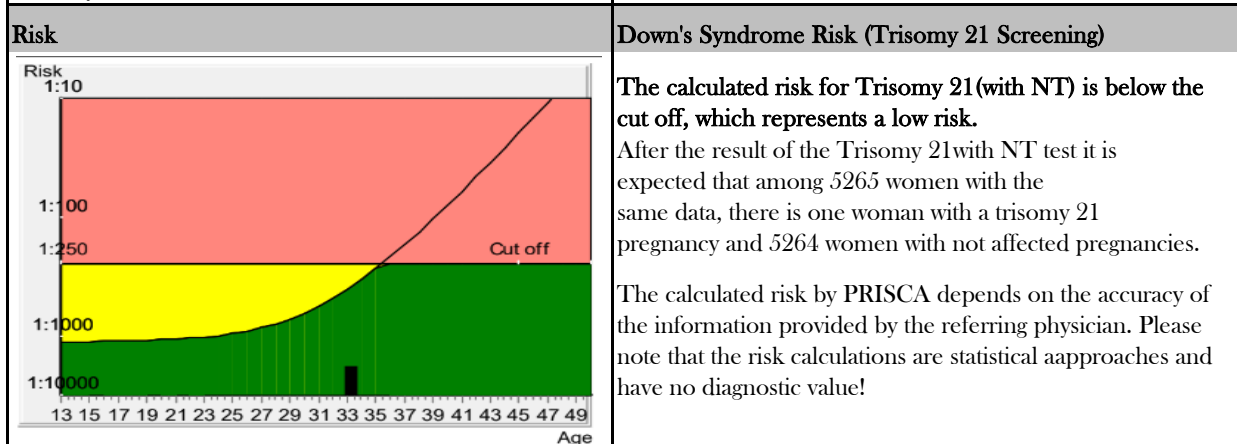 Risk
Down's Syndrome Risk (Trisomy 21 Screening)
Risk
1:10
1:100
1:250
Cut off
1:1000
1:10000
13 15 17 19 21 23 25 27 29 31 33 35 37 39 41 43 45 47 49
Age
The calculated risk for Trisomy 21(with NT) is below the
cut off, which represents a low risk.
After the result of the Trisomy 21with NT test it is
expected that among 5265 women with the
same data, there is one woman with a trisomy 21
pregnancy and 5264 women with not affected pregnancies.
The calculated risk by PRISCA depends on the accuracy of
the information provided by the referring physician. Please
note that the risk calculations are statistical aapproaches and
have no diagnostic value!